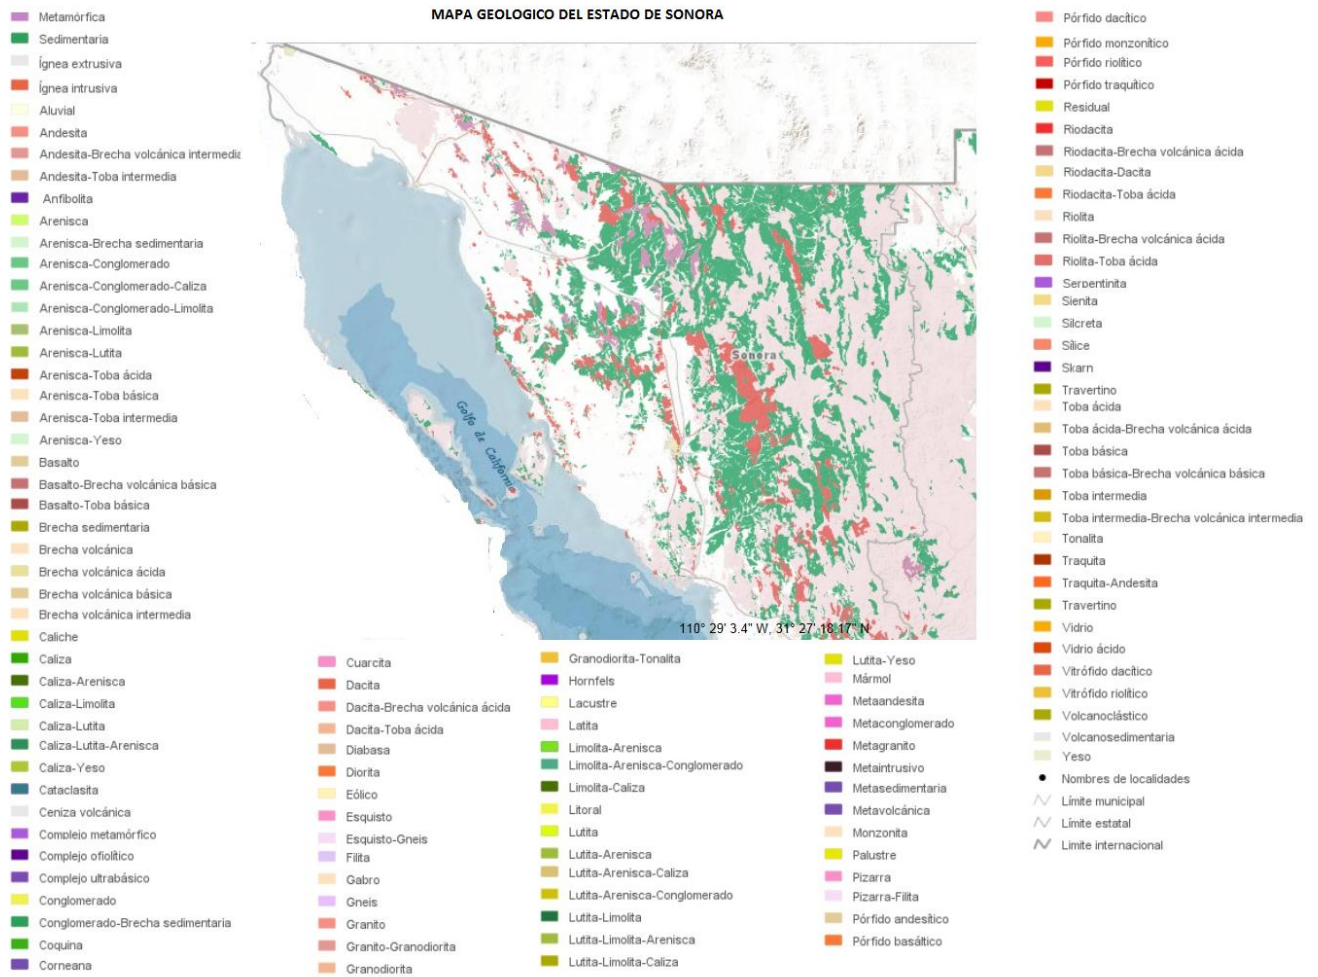 MAPA GEOLOGICO DEL ESTADO DE SONORA
Metamórfica
Sedimentaria
Ígnea extrusiva
Ígnea intrusiva
Aluvial
Andesita
Andesita-Brecha volcánica intermedia
Andesita-Toba intermedia
Anfibolita
Arenisca
Arenisca-Brecha sedimentaria
Arenisca-Conglomerado
Arenisca-Conglomerado-Caliza
Arenisca-Conglomerado-Limolita
Arenisca-Limolita
Arenisca-Lutita
Arenisca-Toba ácida
Arenisca-Toba básica
Arenisca-Toba intermedia
Arenisca-Yeso
Basalto
Basalto-Brecha volcánica básica
Basalto-Toba básica
Brecha sedimentaria
Brecha volcánica
Brecha volcánica ácida
Brecha volcánica básica
Brecha volcánica intermedia
Caliche
Caliza
Caliza-Arenisca
Caliza-Limolita
Caliza-Lutita
Caliza-Lutita-Arenisca
Caliza-Yeso
Cataclasita
Ceniza volcánica
Complejo metamórfico
Complejo ofiolítico
Complejo ultrabásico
Conglomerado
Conglomerado-Brecha sedimentaria
Coquina
Corneana
Sonora
Golfo de California
110° 29' 3.4" W, 31° 27' 18.17" N
Cuarcita
Dacita
Dacita-Brecha volcánica ácida
Dacita-Toba ácida
Diabasa
Diorita
Eólico
Esquisto
Esquisto-Gneis
Filita
Gabro
Gneis
Granito
Granito-Granodiorita
Granodiorita
Granodiorita-Tonalita
Hornfels
Lacustre
Latita
Limolita-Arenisca
Limolita-Arenisca-Conglomerado
Limolita-Caliza
Litoral
Lutita
Lutita-Arenisca
Lutita-Arenisca-Caliza
Lutita-Arenisca-Conglomerado
Lutita-Limolita
Lutita-Limolita-Arenisca
Lutita-Limolita-Caliza
Lutita-Yeso
Mármol
Metaandesita
Metaconglomerado
Metagranito
Metaintrusivo
Metasedimentaria
Metavolcánica
Monzonita
Palustre
Pizarra
Pizarra-Filita
Pórfido andesítico
Pórfido basáltico
Pórfido dacítico
Pórfido monzonítico
Pórfido riolítico
Pórfido traquítico
Residual
Riodacita
Riodacita-Brecha volcánica ácida
Riodacita-Dacita
Riodacita-Toba ácida
Riolita
Riolita-Brecha volcánica ácida
Riolita-Toba ácida
Serpentinita
Sienita
Silcreta
Sílice
Skarn
Travertino
Toba ácida
Toba ácida-Brecha volcánica ácida
Toba básica
Toba básica-Brecha volcánica básica
Toba intermedia
Toba intermedia-Brecha volcánica intermedia
Tonalita
Traquita
Traquita-Andesita
Travertino
Vidrio
Vidrio ácido
Vitrófido dacítico
Vitrófido riolítico
Volcanoclástico
Volcanosedimentaria
Yeso
Nombres de localidades
Límite municipal
Límite estatal
Limite internacional